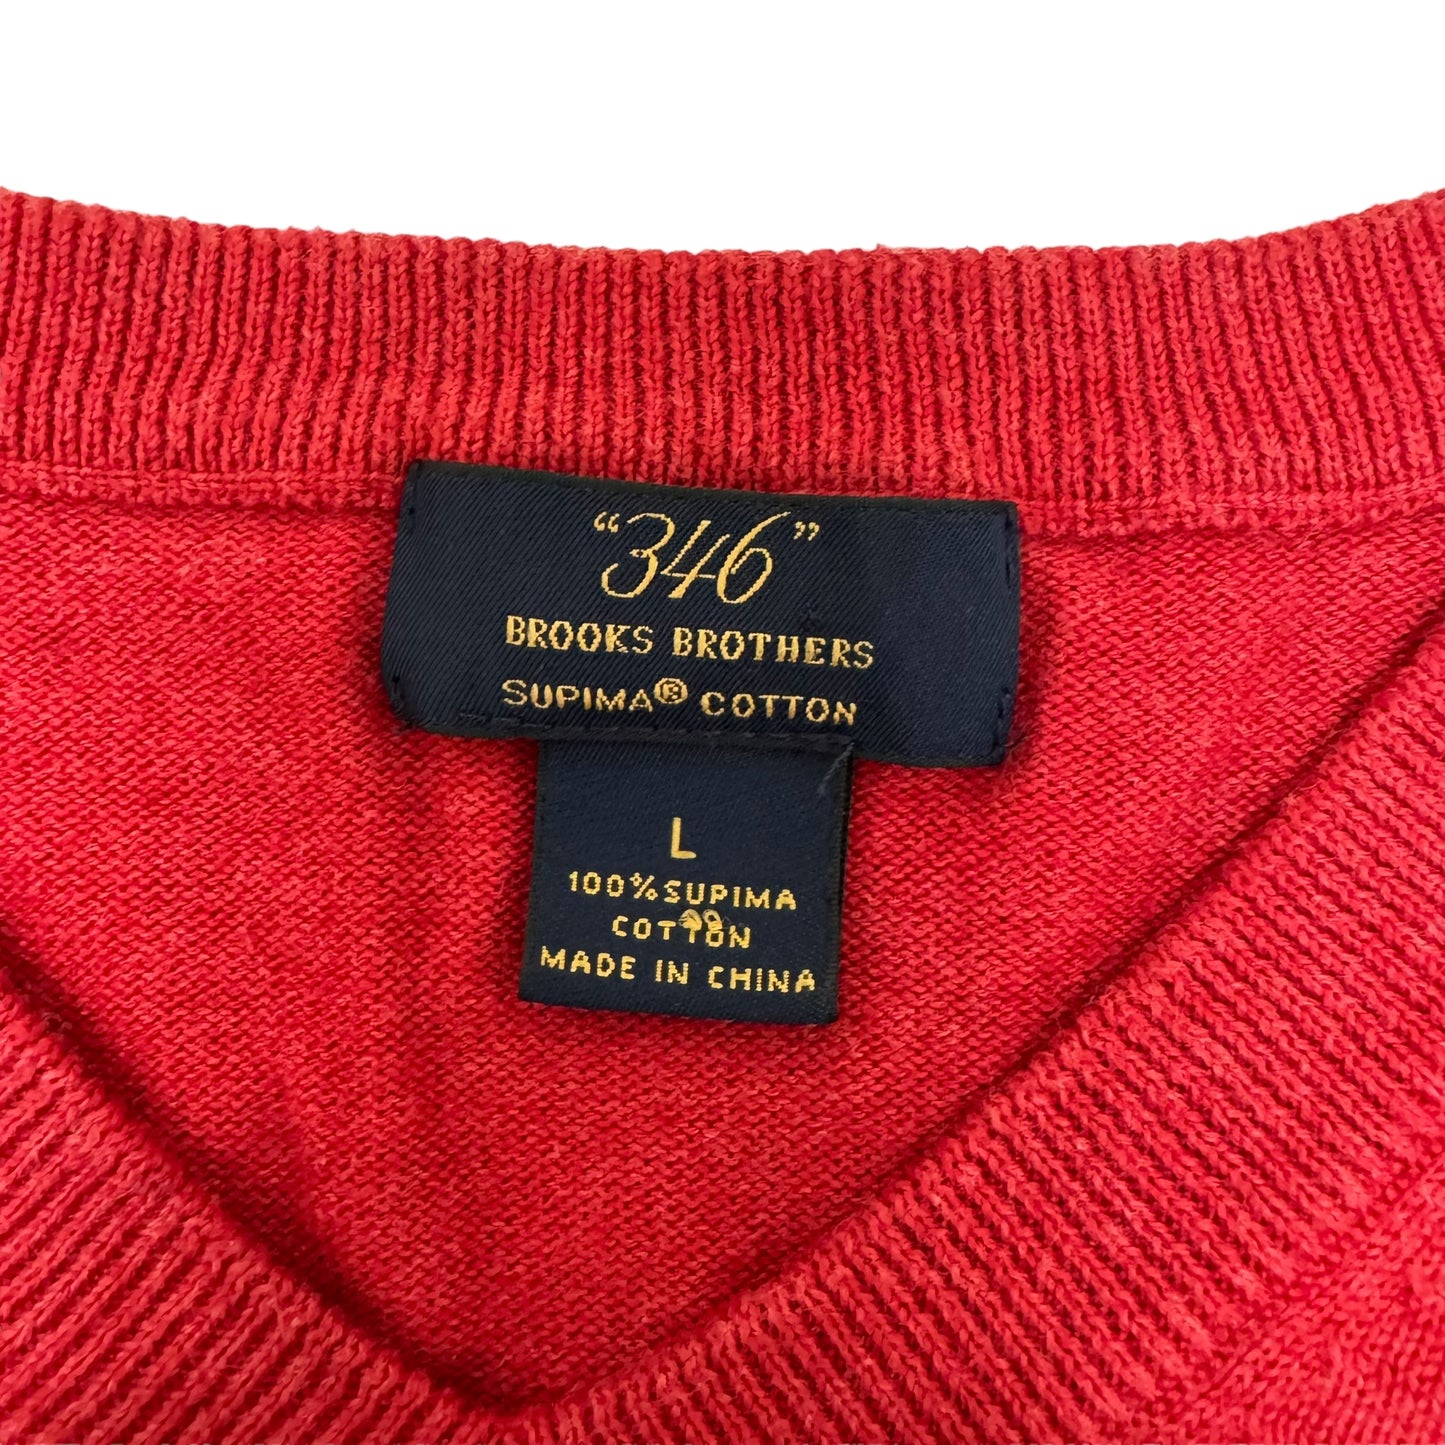 “346”
BROOKS BROTHERS
SUPIMA® COTTON
L
100% SUPIMA
COTTON
MADE IN CHINA